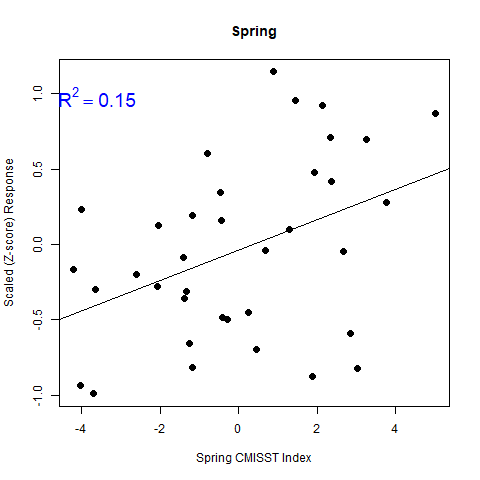 Spring
R² = 0.15
Scaled (Z-score) Response
1.0
0.5
0.0
-0.5
-1.0
-4 -2 0 2 4
Spring CMISST Index